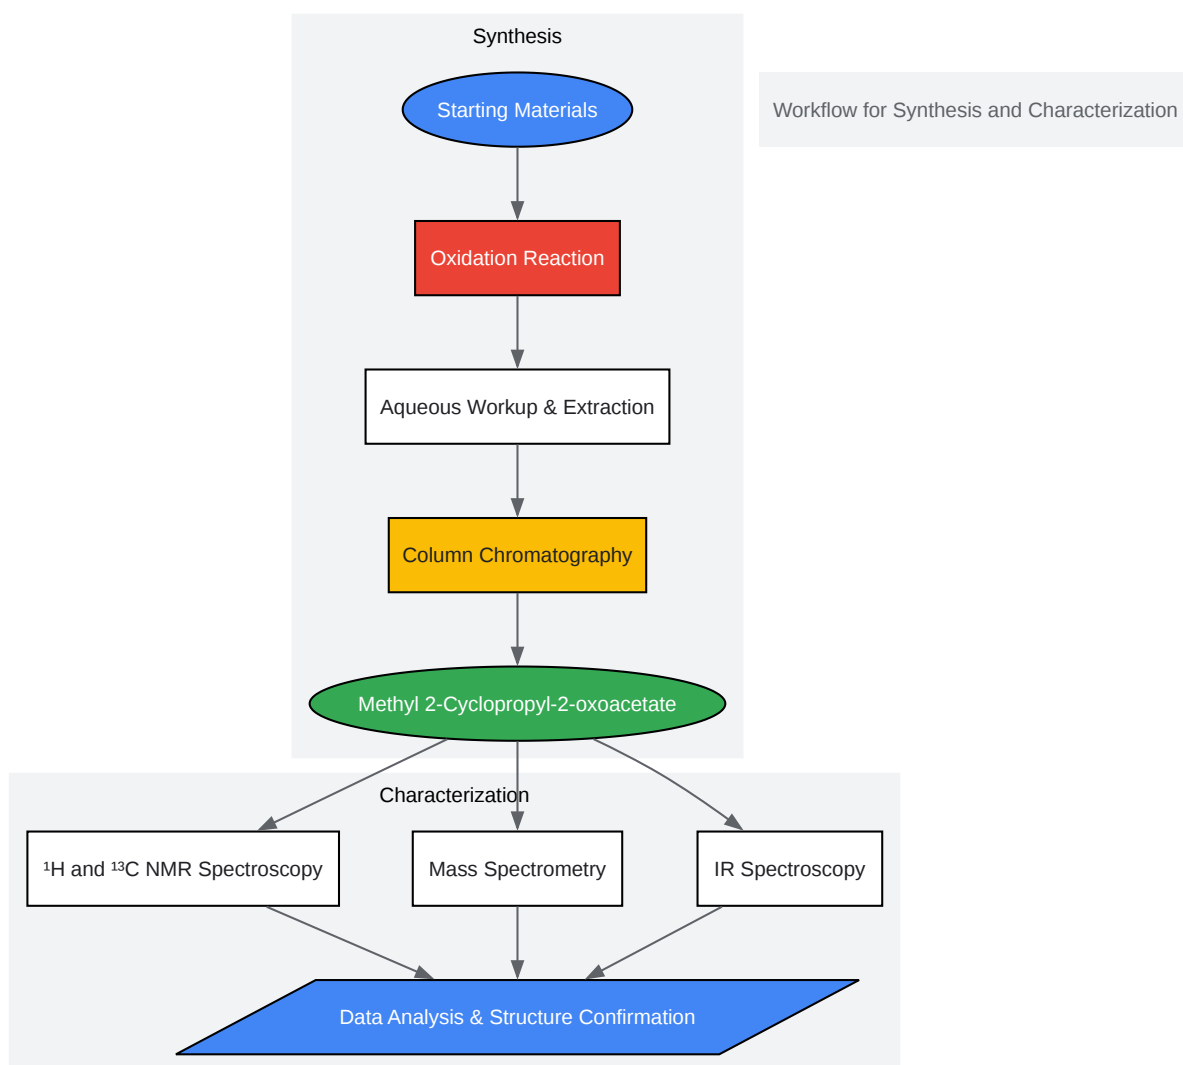 Synthesis
Starting Materials
Workflow for Synthesis and Characterization
Oxidation Reaction
Aqueous Workup & Extraction
Column Chromatography
Methyl 2-Cyclopropyl-2-oxoacetate
Characterization
¹H and ¹³C NMR Spectroscopy
Mass Spectrometry
IR Spectroscopy
Data Analysis & Structure Confirmation